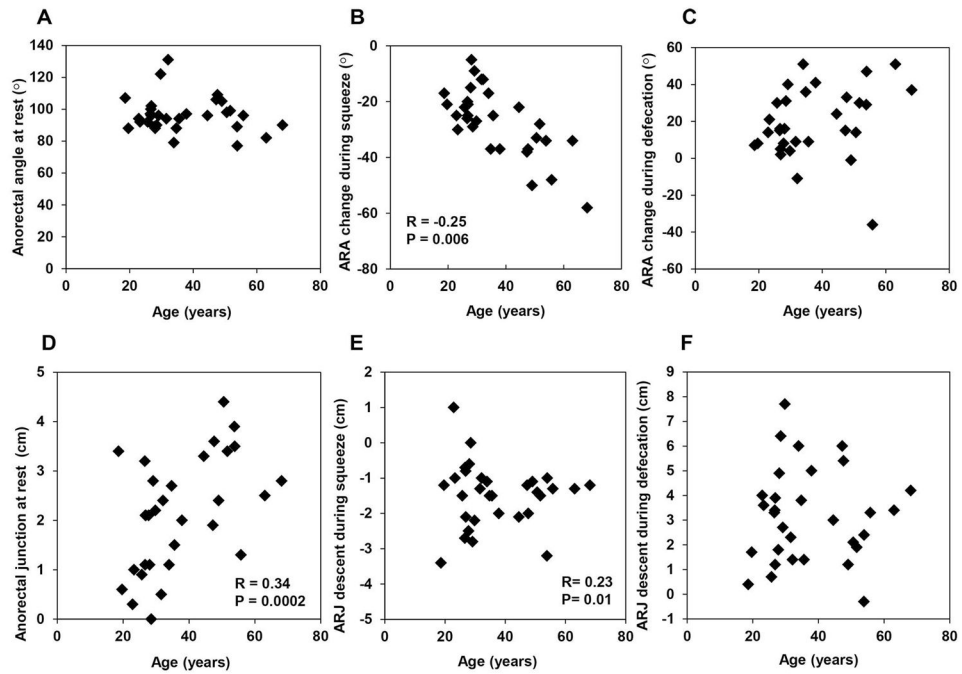 A
Anorectal angle at rest (°)
140
120
100
80
60
40
20
0
0 20 40 60 80
Age (years)
B
ARA change during squeeze (°)
0
-20
-40
-60
-80
R = -0.25
P = 0.006
0 20 40 60 80
Age (years)
C
ARA change during defecation (°)
60
40
20
0
-20
-40
-60
0 20 40 60 80
Age (years)
D
Anorectal junction at rest (cm)
5
4
3
2
1
0
R = 0.34
P = 0.0002
0 20 40 60 80
Age (years)
E
ARJ descent during squeeze (cm)
2
1
0
-1
-2
-3
-4
-5
R= 0.23
P= 0.01
0 20 40 60 80
Age (years)
F
ARJ descent during defecation (cm)
9
8
7
6
5
4
3
2
1
0
-1
0 20 40 60 80
Age (years)